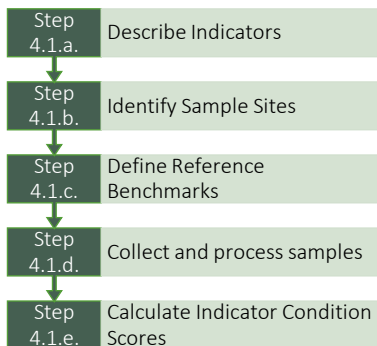 Step
4.1.a.
Describe Indicators
Step
4.1.b.
Identify Sample Sites
Step
4.1.c.
Define Reference
Benchmarks
Step
4.1.d.
Collect and process samples
Step
4.1.e.
Calculate Indicator Condition
Scores